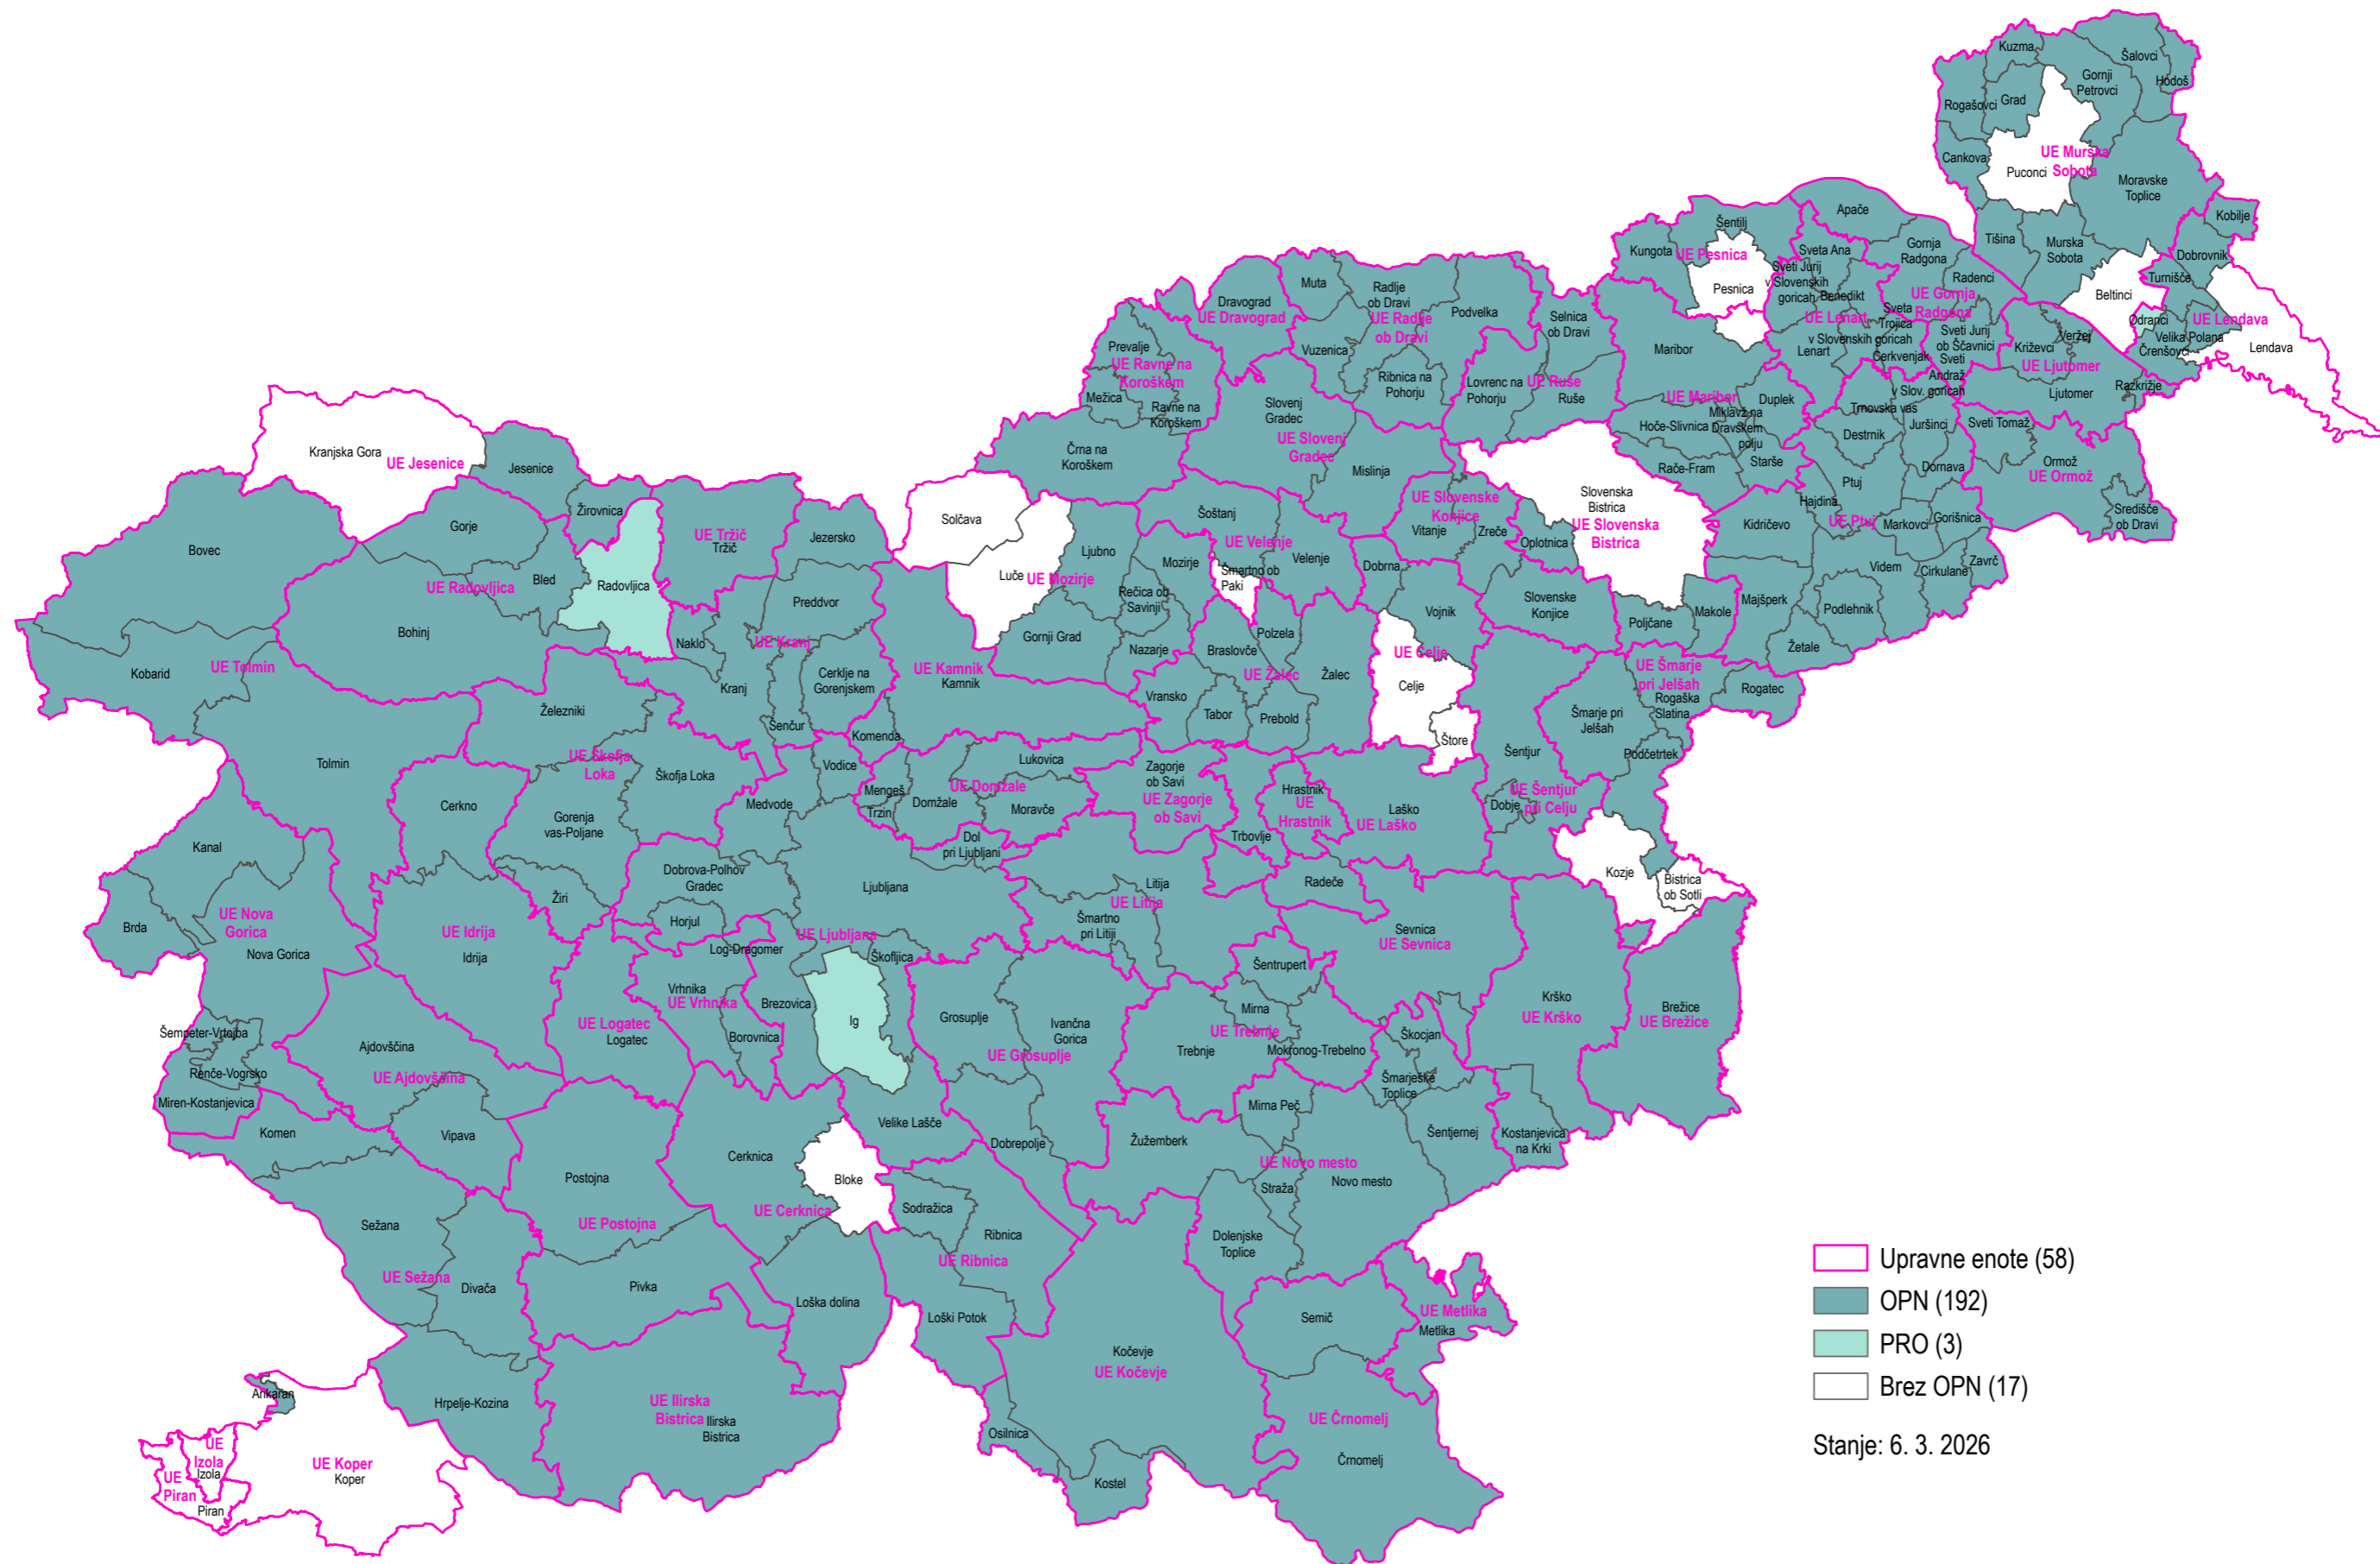 Kuzma
Šalovci
Hodoš
Gornji
Petrovci
Rogašovci
Grad
Cankova
UE Murska
Sobota
Puconci
Moravske
Toplice
Kobilje
Tišina
Murska
Sobota
Dobrovnik
Turnišče
Beltinci
Odranci
UE Lendava
Velika Polana
Črenšovci
Lendava
Apače
Šentilj
Kungota
UE Pesnica
Pesnica
Sveta Ana
Gornja
Radgona
Sveti Jurij
v Slovenskih
goricah
Radenci
Benedikt
UE Gornja
Radgona
UE Lenart
Sveta
Trojica
v Slovenskih goricah
Lenart
Cerkvenjak
Sveti Jurij
ob Ščavnici
Sveti
Andraž
v Slov. goricah
Križevci
Veržej
UE Ljutomer
Ljutomer
Razkrižje
Muta
Dravograd
UE Dravograd
Radlje
ob Dravi
UE Radlje
ob Dravi
Podvelka
Selnica
ob Dravi
Maribor
Vuzenica
Prevalje
UE Ravne na
Koroškem
Mežica
Ravne na
Koroškem
Ribnica na
Pohorju
Lovrenc na
Pohorju
UE Ruše
Ruše
UE Maribor
Duplek
Miklavž na
Dravskem
polju
Hoče-Slivnica
Trnovska vas
Destrnik
Juršinci
Sveti Tomaž
Slovenj
Gradec
UE Slovenj
Gradec
Črna na
Koroškem
Mislinja
Rače-Fram
Starše
Dornava
Ormož
UE Ormož
Središče
ob Dravi
Ptuj
Hajdina
UE Ptuj
Kidričevo
Markovci
Gorišnica
Videm
Cirkulane
Zavrč
Kranjska Gora
UE Jesenice
Jesenice
Žirovnica
Gorje
Bovec
Bled
UE Radovljica
Radovljica
Bohinj
Kobarid
UE Tolmin
UE Tržič
Tržič
Jezersko
Preddvor
Naklo
UE Kranj
Kranj
Cerklje na
Gorenjskem
Šenčur
Solčava
Luče
UE Mozirje
Ljubno
Mozirje
Rečica ob
Savinji
Gornji Grad
Nazarje
UE Kamnik
Kamnik
Komenda
Šoštanj
UE Velenje
Velenje
Šmartno ob
Paki
Polzela
Braslovče
UE Žalec
Žalec
Vransko
Tabor
Prebold
UE Slovenske
Konjice
Vitanje
Zreče
Oplotnica
Slovenska
Bistrica
UE Slovenska
Bistrica
Dobrna
Vojnik
Slovenske
Konjice
Poljčane
Makole
Majšperk
Podlehnik
Žetale
UE Celje
Celje
Štore
UE Šmarje
pri Jelšah
Rogaška
Slatina
Rogatec
Šmarje pri
Jelšah
Podčetrtek
Šentjur
UE Šentjur
pri Celju
Dobje
Kozje
Bistrica
ob Sotli
Železniki
UE Škofja
Loka
Škofja Loka
Tolmin
Cerkno
Gorenja
vas-Poljane
Vodice
Medvode
Mengeš
Trzin
Domžale
UE Domžale
Lukovica
Moravče
Dol
pri Ljubljani
Zagorje
ob Savi
UE Zagorje
ob Savi
Hrastnik
UE
Hrastnik
Trbovlje
Laško
UE Laško
Radeče
Kanal
Brda
UE Nova
Gorica
Nova Gorica
UE Idrija
Idrija
Žiri
Dobrova-Polhov
Gradec
Horjul
Ljubljana
UE Ljubljana
Litija
UE Litija
Šmartno
pri Litiji
Sevnica
UE Sevnica
Log-Dragomer
Vrhnika
UE Vrhnika
Brezovica
Borovnica
Škofljica
Ig
UE Logatec
Logatec
Grosuplje
UE Grosuplje
Ivančna
Gorica
Šentrupert
Mirna
UE Trebnje
Trebnje
Mokronog-Trebelno
Škocjan
Šmarješke
Toplice
Krško
UE Krško
Brežice
UE Brežice
Šempeter-Vrtojba
Renče-Vogrsko
Miren-Kostanjevica
Ajdovščina
UE Ajdovščina
Vipava
Komen
Sežana
UE Sežana
Divača
Postojna
UE Postojna
Pivka
Cerknica
UE Cerknica
Bloke
Velike Lašče
Dobrepolje
Žužemberk
Mirna Peč
UE Novo mesto
Novo mesto
Straža
Šentjernej
Kostanjevica
na Krki
Dolenjske
Toplice
Sodražica
Ribnica
UE Ribnica
Loška dolina
Loški Potok
Kočevje
UE Kočevje
Semič
UE Metlika
Metlika
UE Črnomelj
Črnomelj
Osilnica
Kostel
Ankaran
Hrpelje-Kozina
UE Ilirska
Bistrica
Ilirska
Bistrica
UE
Izola
Izola
UE
Piran
Piran
UE Koper
Koper
Upravne enote (58)
OPN (192)
PRO (3)
Brez OPN (17)
Stanje: 6. 3. 2026